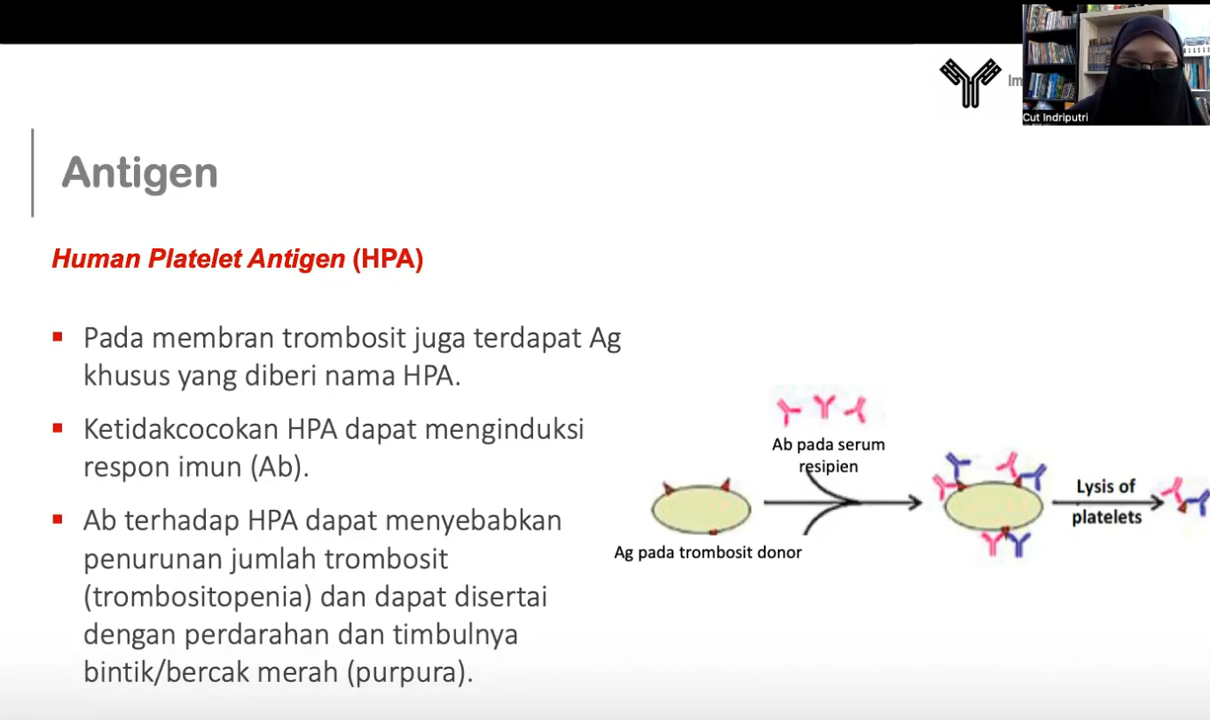 Im
Cut Indriputri
Antigen
Human Platelet Antigen (HPA)
▪ Pada membran trombosit juga terdapat Ag
khusus yang diberi nama HPA.
▪ Ketidakcocokan HPA dapat menginduksi
respon imun (Ab).
▪ Ab terhadap HPA dapat menyebabkan
penurunan jumlah trombosit
(trombositopenia) dan dapat disertai
dengan perdarahan dan timbulnya
bintik/bercak merah (purpura).
Ab pada serum
resipien
Ag pada trombosit donor
Lysis of
platelets